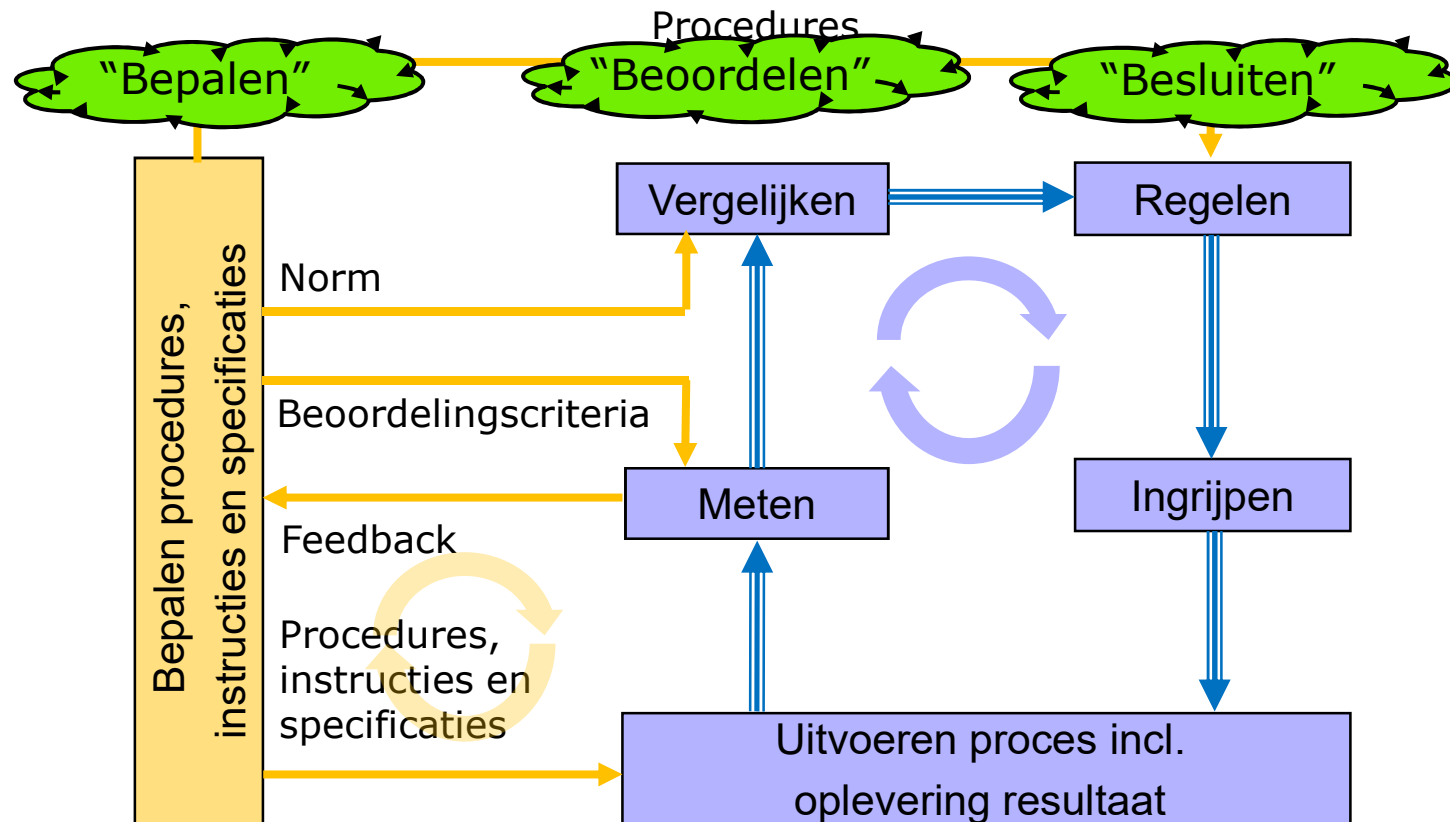 Procedures
“Bepalen”
“Beoordelen”
“Besluiten”
Vergelijken
Regelen
Bepalen procedures,
instructies en specificaties
Norm
Beoordelingscriteria
Meten
Ingrijpen
Feedback
Procedures,
instructies en
specificaties
Uitvoeren proces incl.
oplevering resultaat